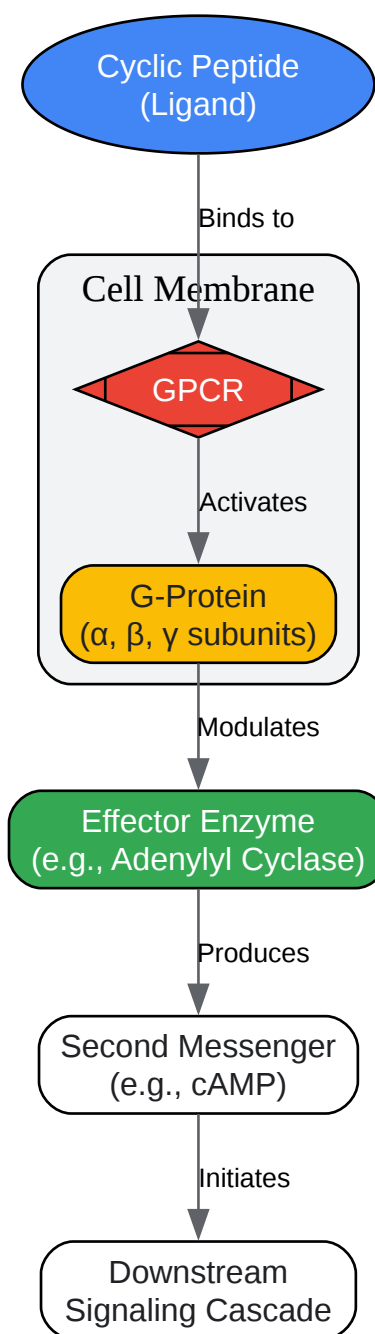 Cyclic Peptide
(Ligand)
Binds to
Cell Membrane
GPCR
Activates
G-Protein
(α, β, γ subunits)
Modulates
Effector Enzyme
(e.g., Adenylyl Cyclase)
Produces
Second Messenger
(e.g., cAMP)
Initiates
Downstream
Signaling Cascade